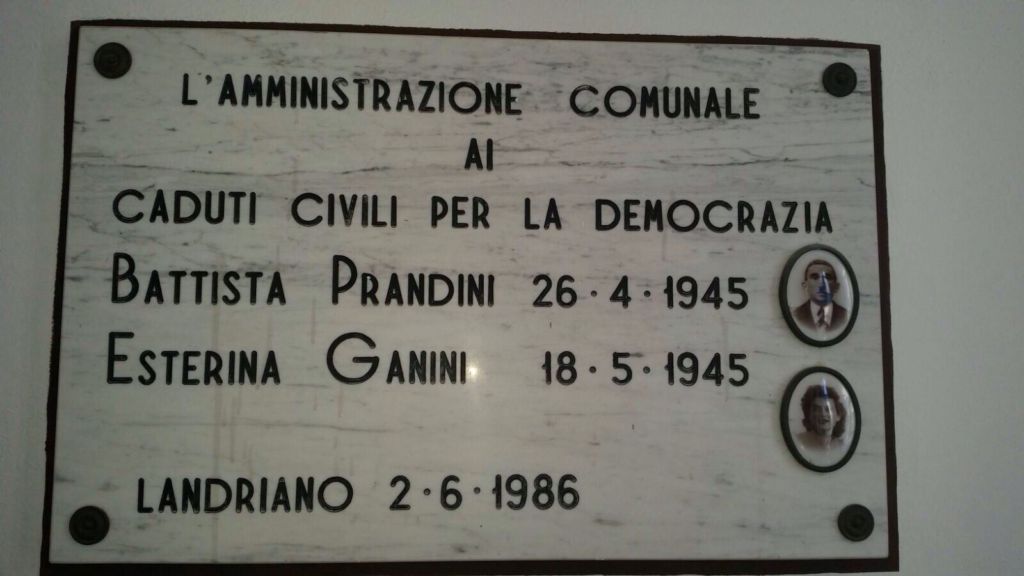 L'AMMINISTRAZIONE COMUNALE
AI
CADUTI CIVILI PER LA DEMOCRAZIA
BATTISTA PRANDINI 26·4·1945
ESTERINA GANINI 18·5·1945
LANDRIANO 2·6·1986